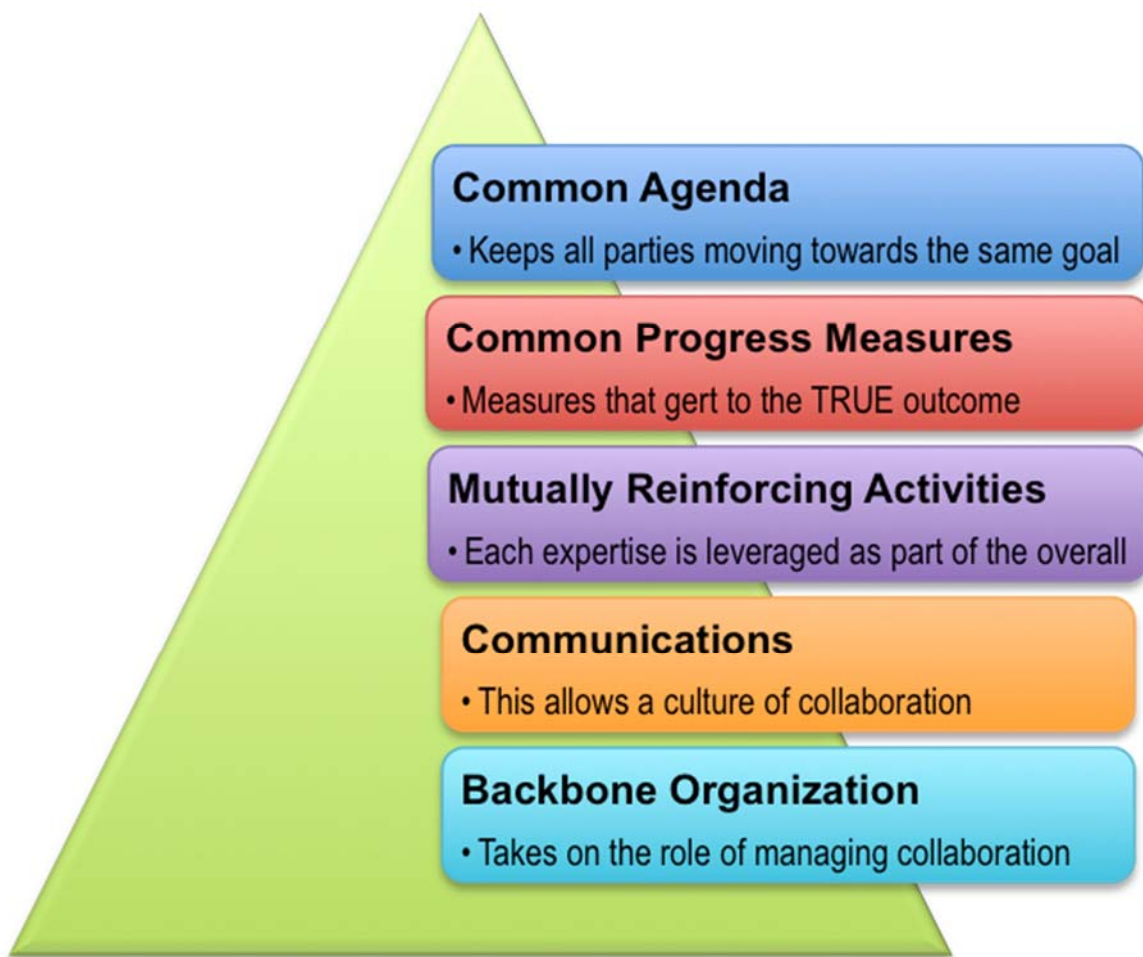 Common Agenda
• Keeps all parties moving towards the same goal
Common Progress Measures
• Measures that gert to the TRUE outcome
Mutually Reinforcing Activities
• Each expertise is leveraged as part of the overall
Communications
• This allows a culture of collaboration
Backbone Organization
• Takes on the role of managing collaboration